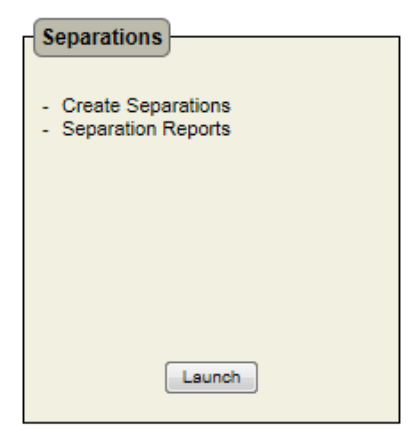 Separations
- Create Separations
- Separation Reports
Launch